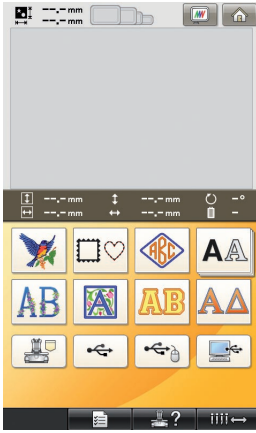 --.- mm
--.- mm
--.- mm --.- mm -°
--.- mm --.- mm -
ABC AA
AB A AB AΔ
?